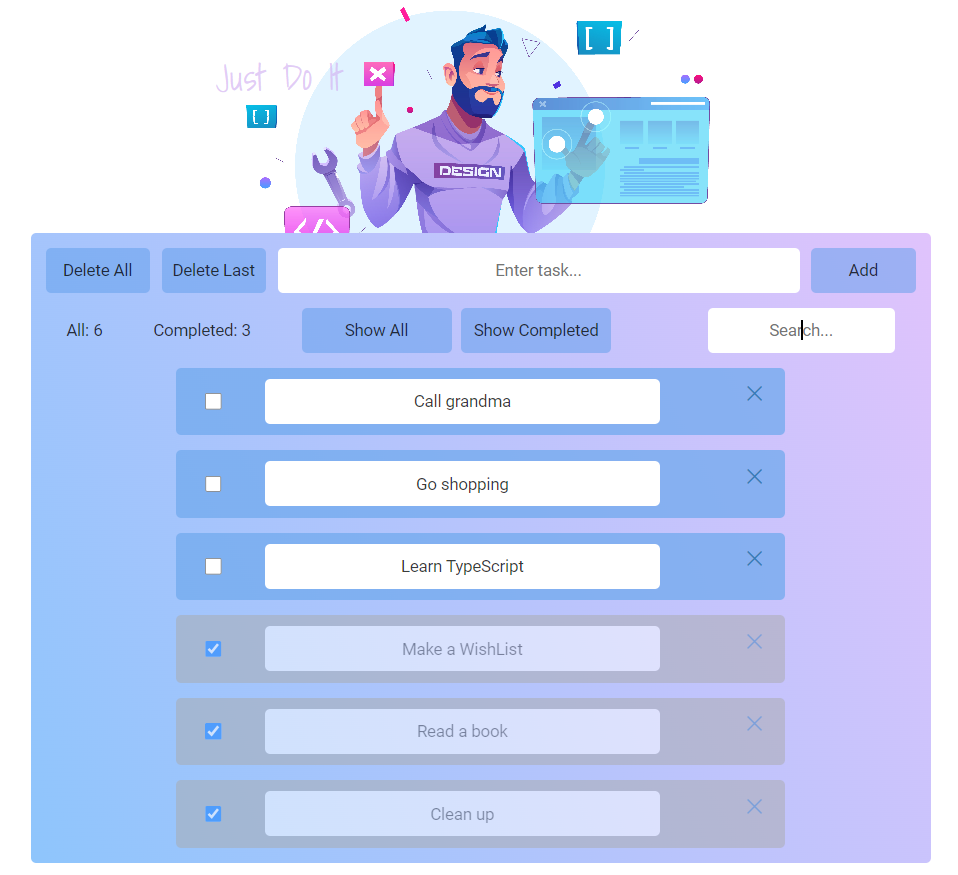 Just Do It
[ ]
[ ]
DESIGN
</>
Delete All
Delete Last
Enter task...
Add
All: 6
Completed: 3
Show All
Show Completed
Search...
Call grandma
Go shopping
Learn TypeScript
Make a WishList
Read a book
Clean up